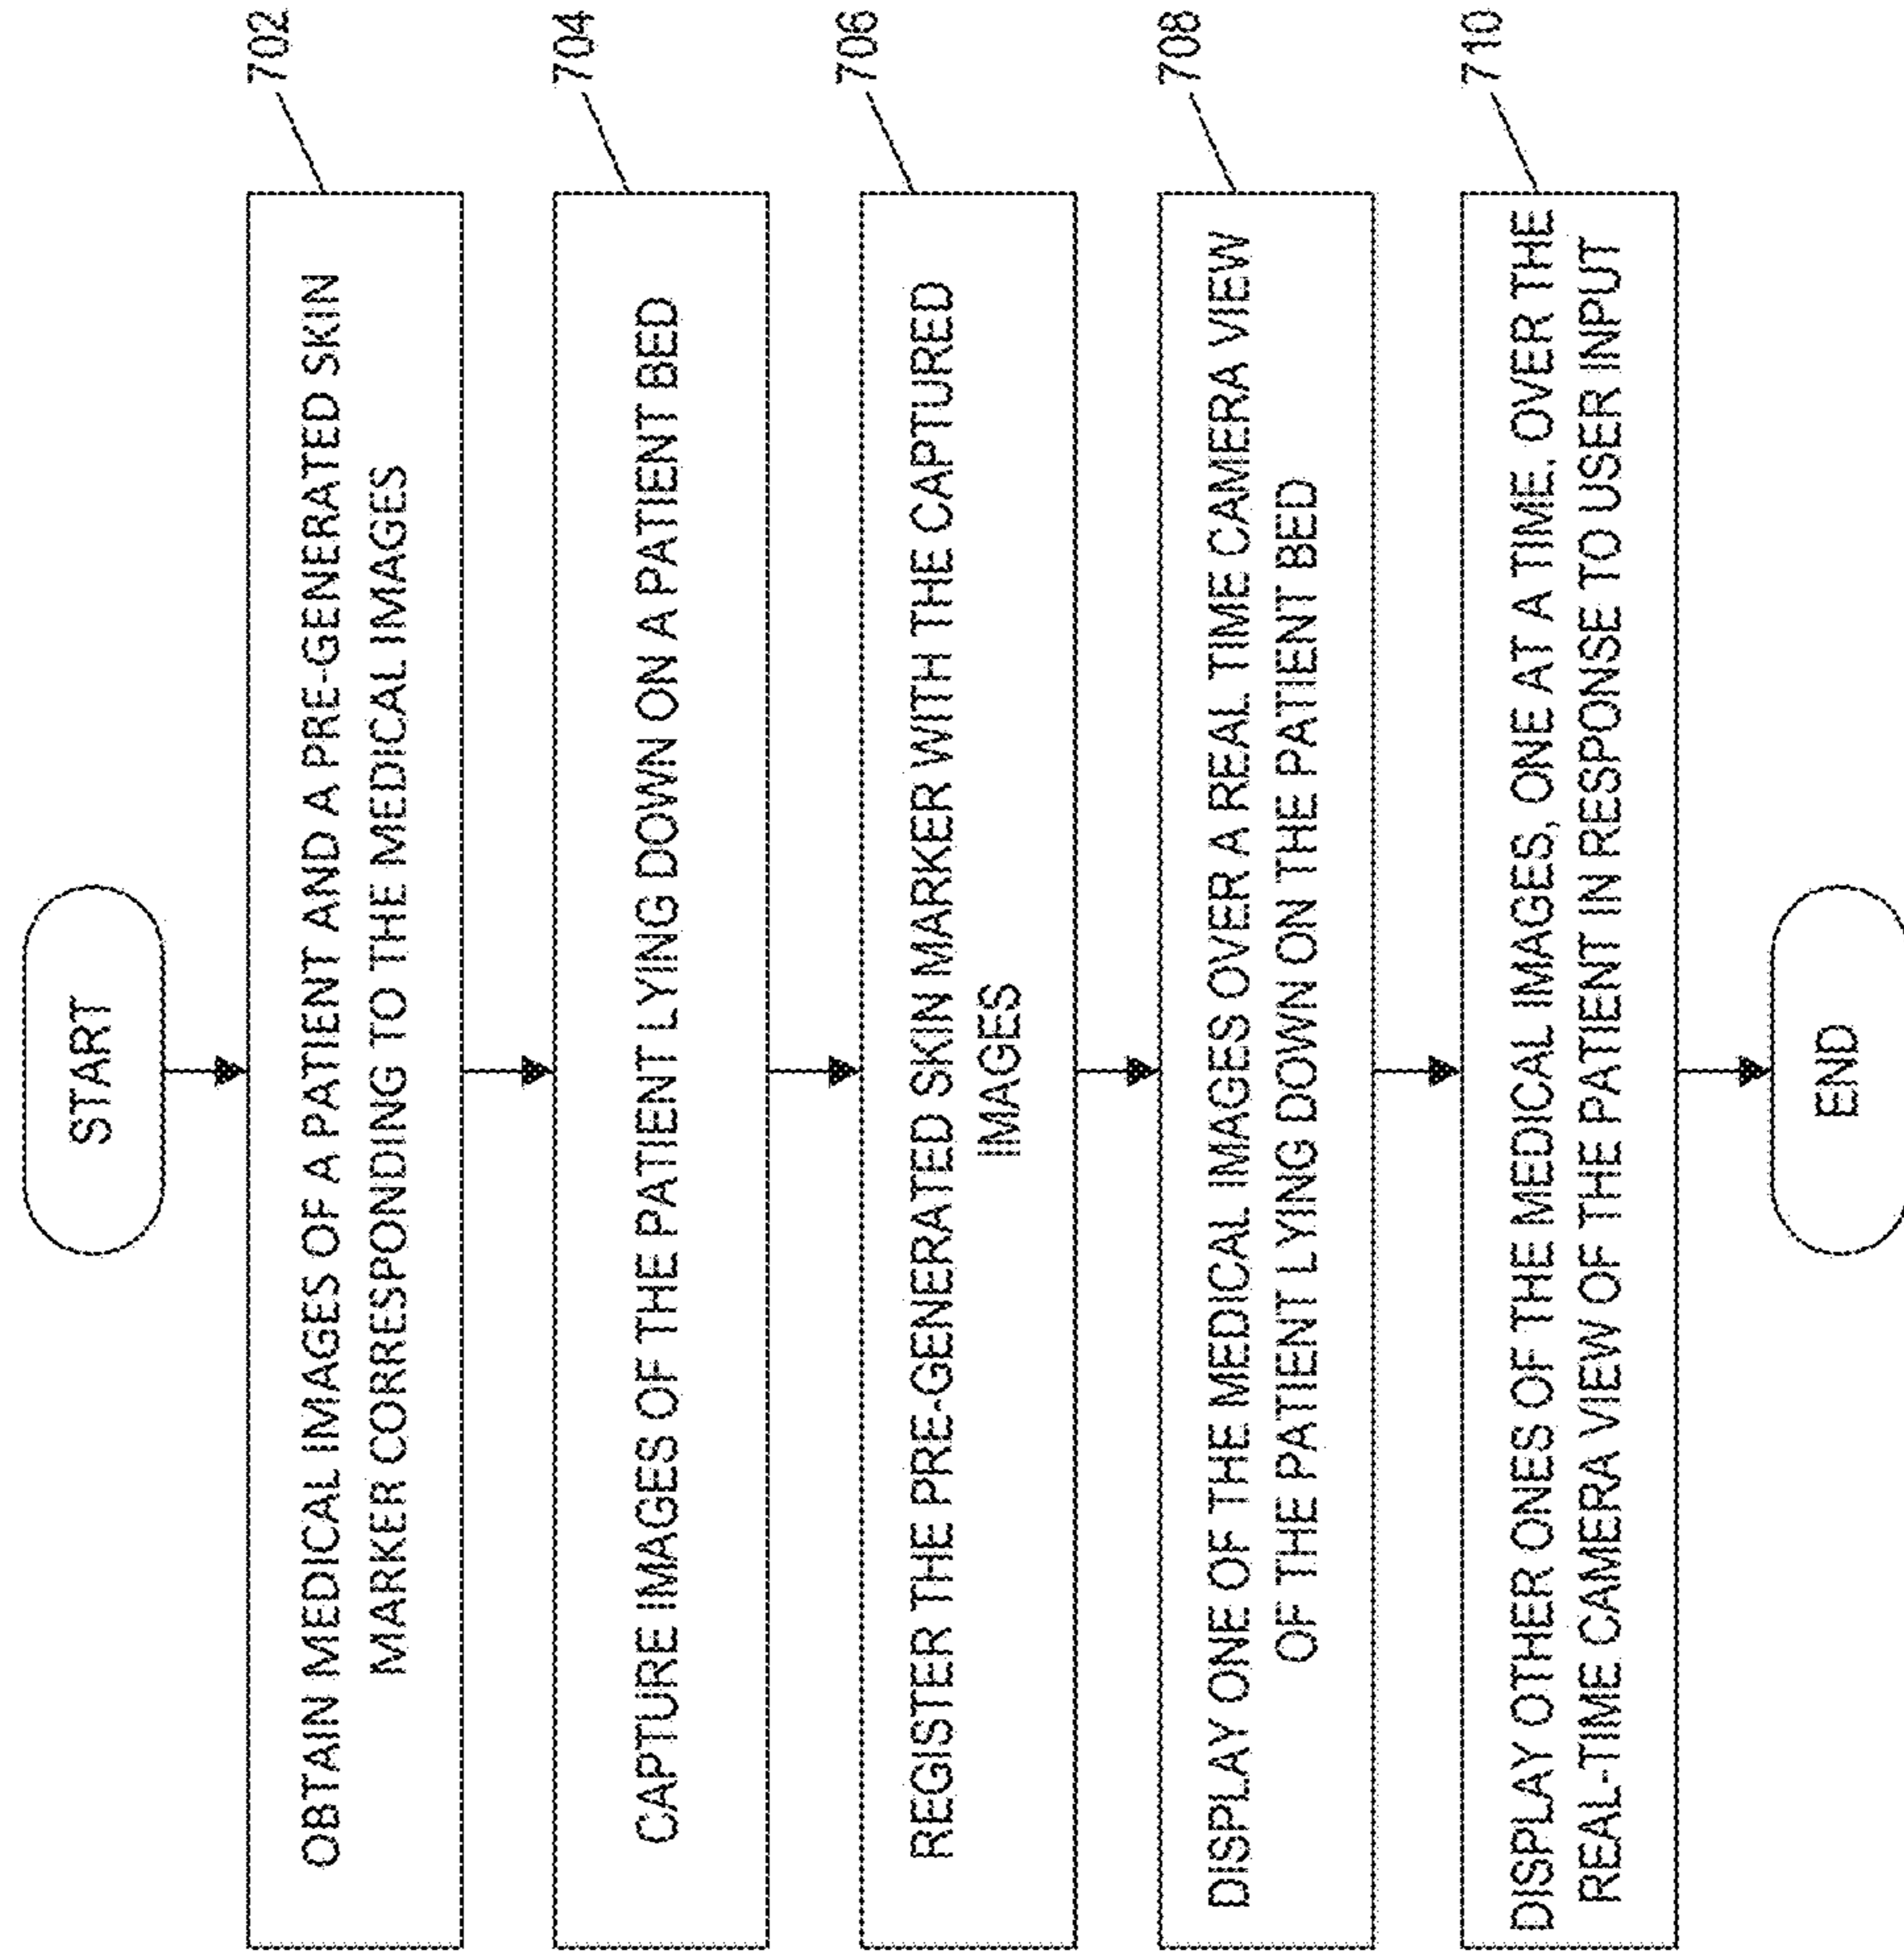 START
702
OBTAIN MEDICAL IMAGES OF A PATIENT AND A PRE-GENERATED SKIN
MARKER CORRESPONDING TO THE MEDICAL IMAGES
704
CAPTURE IMAGES OF THE PATIENT LYING DOWN ON A PATIENT BED
706
REGISTER THE PRE-GENERATED SKIN MARKER WITH THE CAPTURED
IMAGES
708
DISPLAY ONE OF THE MEDICAL IMAGES OVER A REAL TIME CAMERA VIEW
OF THE PATIENT LYING DOWN ON THE PATIENT BED
710
DISPLAY OTHER ONES OF THE MEDICAL IMAGES, ONE AT A TIME, OVER THE
REAL-TIME CAMERA VIEW OF THE PATIENT IN RESPONSE TO USER INPUT
END